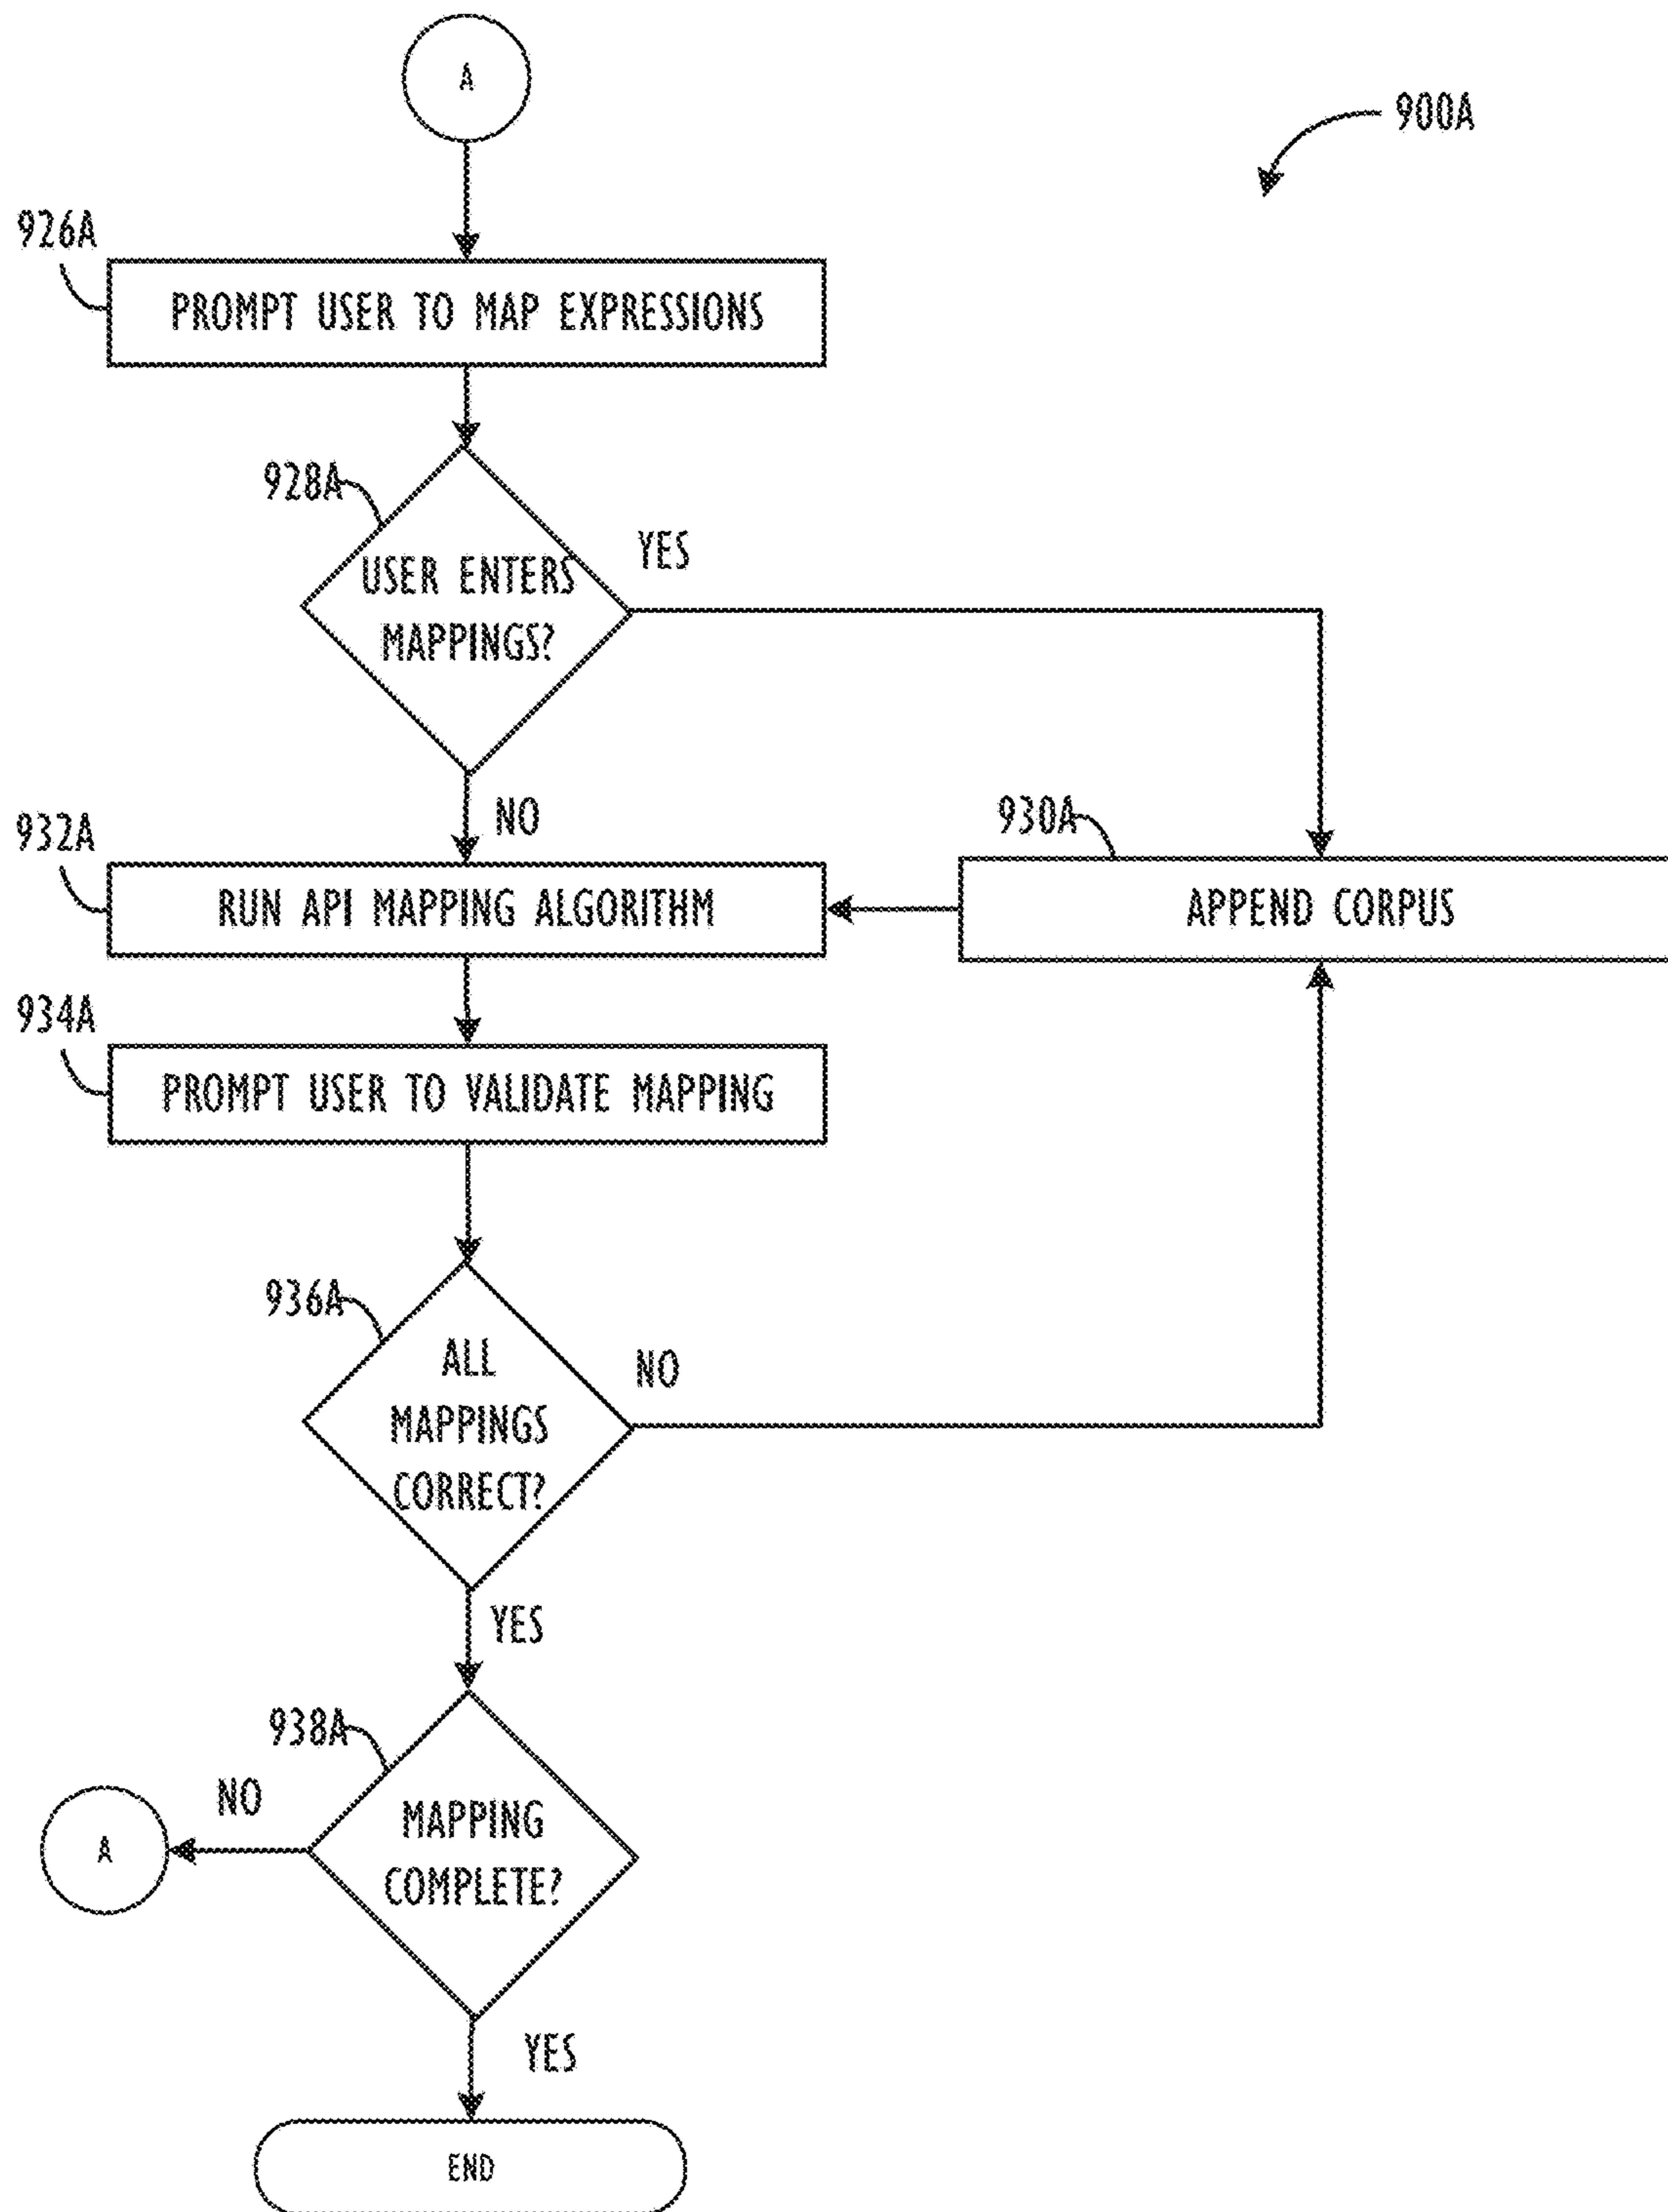 A
900A
926A
PROMPT USER TO MAP EXPRESSIONS
928A
USER ENTERS
MAPPINGS?
YES
NO
932A
RUN API MAPPING ALGORITHM
930A
APPEND CORPUS
934A
PROMPT USER TO VALIDATE MAPPING
936A
ALL
MAPPINGS
CORRECT?
NO
YES
938A
MAPPING
COMPLETE?
NO
A
YES
END